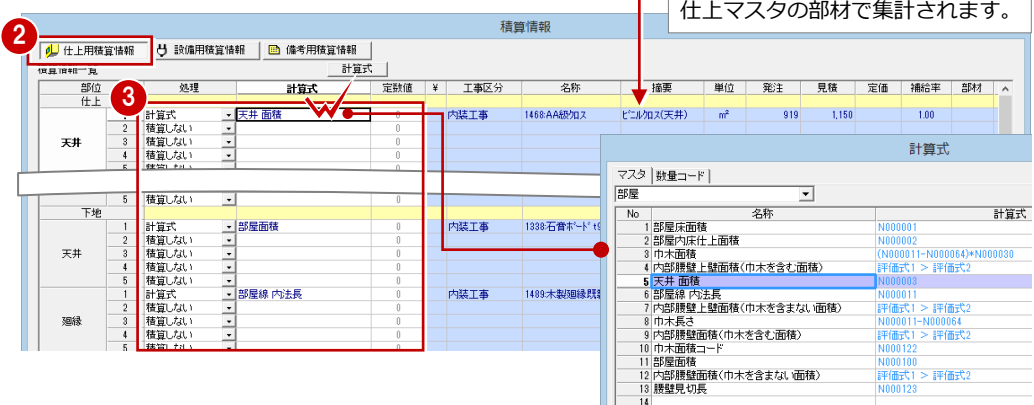 仕上マスタの部材で集計されます。
積算情報
2
仕上用積算情報 設備用積算情報 備考用積算情報
積算情報一覧 計算式
部位 処理 計算式 定数値 ¥ 工事区分 名称 摘要 単位 発注 見積 定価 補給率 部材
仕上
3
天井
1 計算式 天井 面積 0 内装工事 1468:AA級クロス ビニルクロス(天井) ㎡ 919 1,150 1.00
2 積算しない 0
3 積算しない 0
4 積算しない 0
5 積算しない
5 積算しない 0
下地
天井
1 計算式 部屋面積 0 内装工事
2 積算しない 0
3 積算しない 0
4 積算しない 0
5 積算しない 0
廻縁
1 計算式 部屋線 内法長 0 内装工事
2 積算しない 0
3 積算しない 0
4 積算しない 0
5 積算しない 0
計算式
マスタ 数量コード
部屋
No 名称 計算式
1 部屋床面積 N000001
2 部屋内床仕上面積 N000002
3 巾木面積 (N000011-N000064)*N000030
4 内部腰壁上壁面積(巾木を含む面積) 評価式1 > 評価式2
5 天井 面積 N000003
6 部屋線 内法長 N000011
7 内部腰壁上壁面積(巾木を含まない面積) 評価式1 > 評価式2
8 巾木長さ N000011-N000064
9 内部腰壁面積(巾木を含む面積) 評価式1 > 評価式2
10 巾木面積コード N000122
11 部屋面積 N000100
12 内部腰壁面積(巾木を含まない面積) 評価式1 > 評価式2
13 腰壁見切長 N000123
14